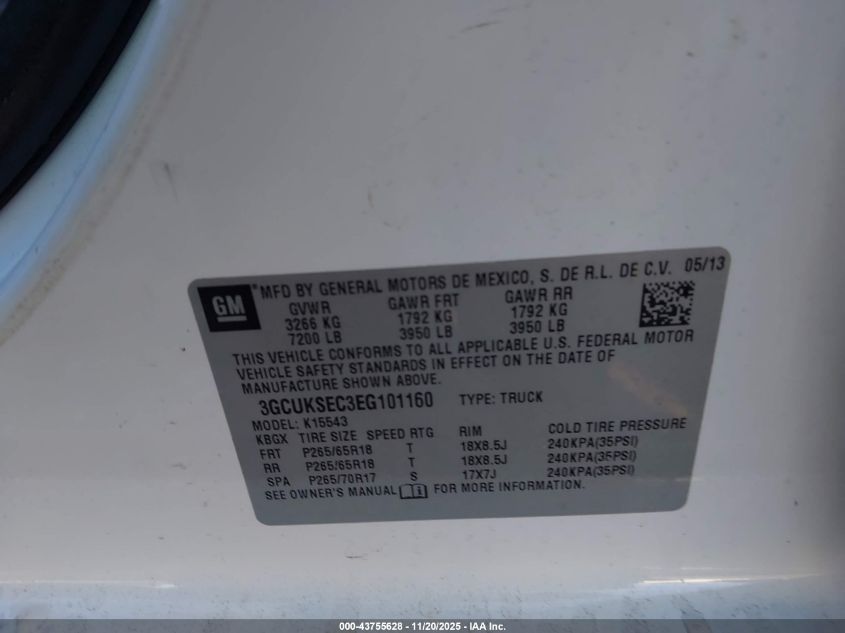 GM ® MFD BY GENERAL MOTORS DE MEXICO, S. DE R.L. DE C.V. 05/13
GVWR GAWR FRT GAWR RR
3266 KG 1792 KG 1792 KG
7200 LB 3950 LB 3950 LB
THIS VEHICLE CONFORMS TO ALL APPLICABLE U.S. FEDERAL MOTOR
VEHICLE SAFETY STANDARDS IN EFFECT ON THE DATE OF
MANUFACTURE SHOWN ABOVE.
3GCUKSEC3EG101160 TYPE: TRUCK
MODEL: K15543
KBGX TIRE SIZE SPEED RTG RIM COLD TIRE PRESSURE
FRT P265/65R18 T 18X8.5J 240KPA(35PSI)
RR P265/65R18 T 18X8.5J 240KPA(35PSI)
SPA P265/70R17 S 17X7J 240KPA(35PSI)
SEE OWNER'S MANUAL FOR MORE INFORMATION.
000-43755628 - 11/20/2025 - IAA Inc.